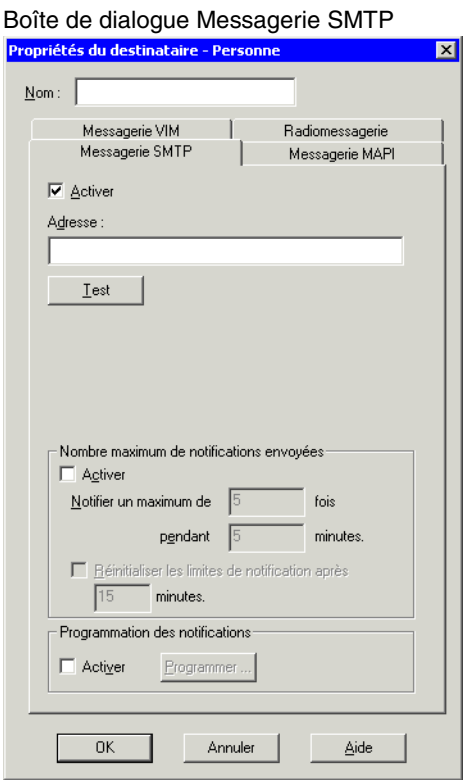 Boîte de dialogue Messagerie SMTP
Propriétés du destinataire - Personne
Nom :
Messagerie VIM Radiomessagerie
Messagerie SMTP Messagerie MAPI
Activer
Adresse :
Test
Nombre maximum de notifications envoyées
Activer
Notifier un maximum de 5 fois
pendant 5 minutes.
Réinitialiser les limites de notification après
15 minutes.
Programmation des notifications
Activer Programmer ...
OK Annuler Aide